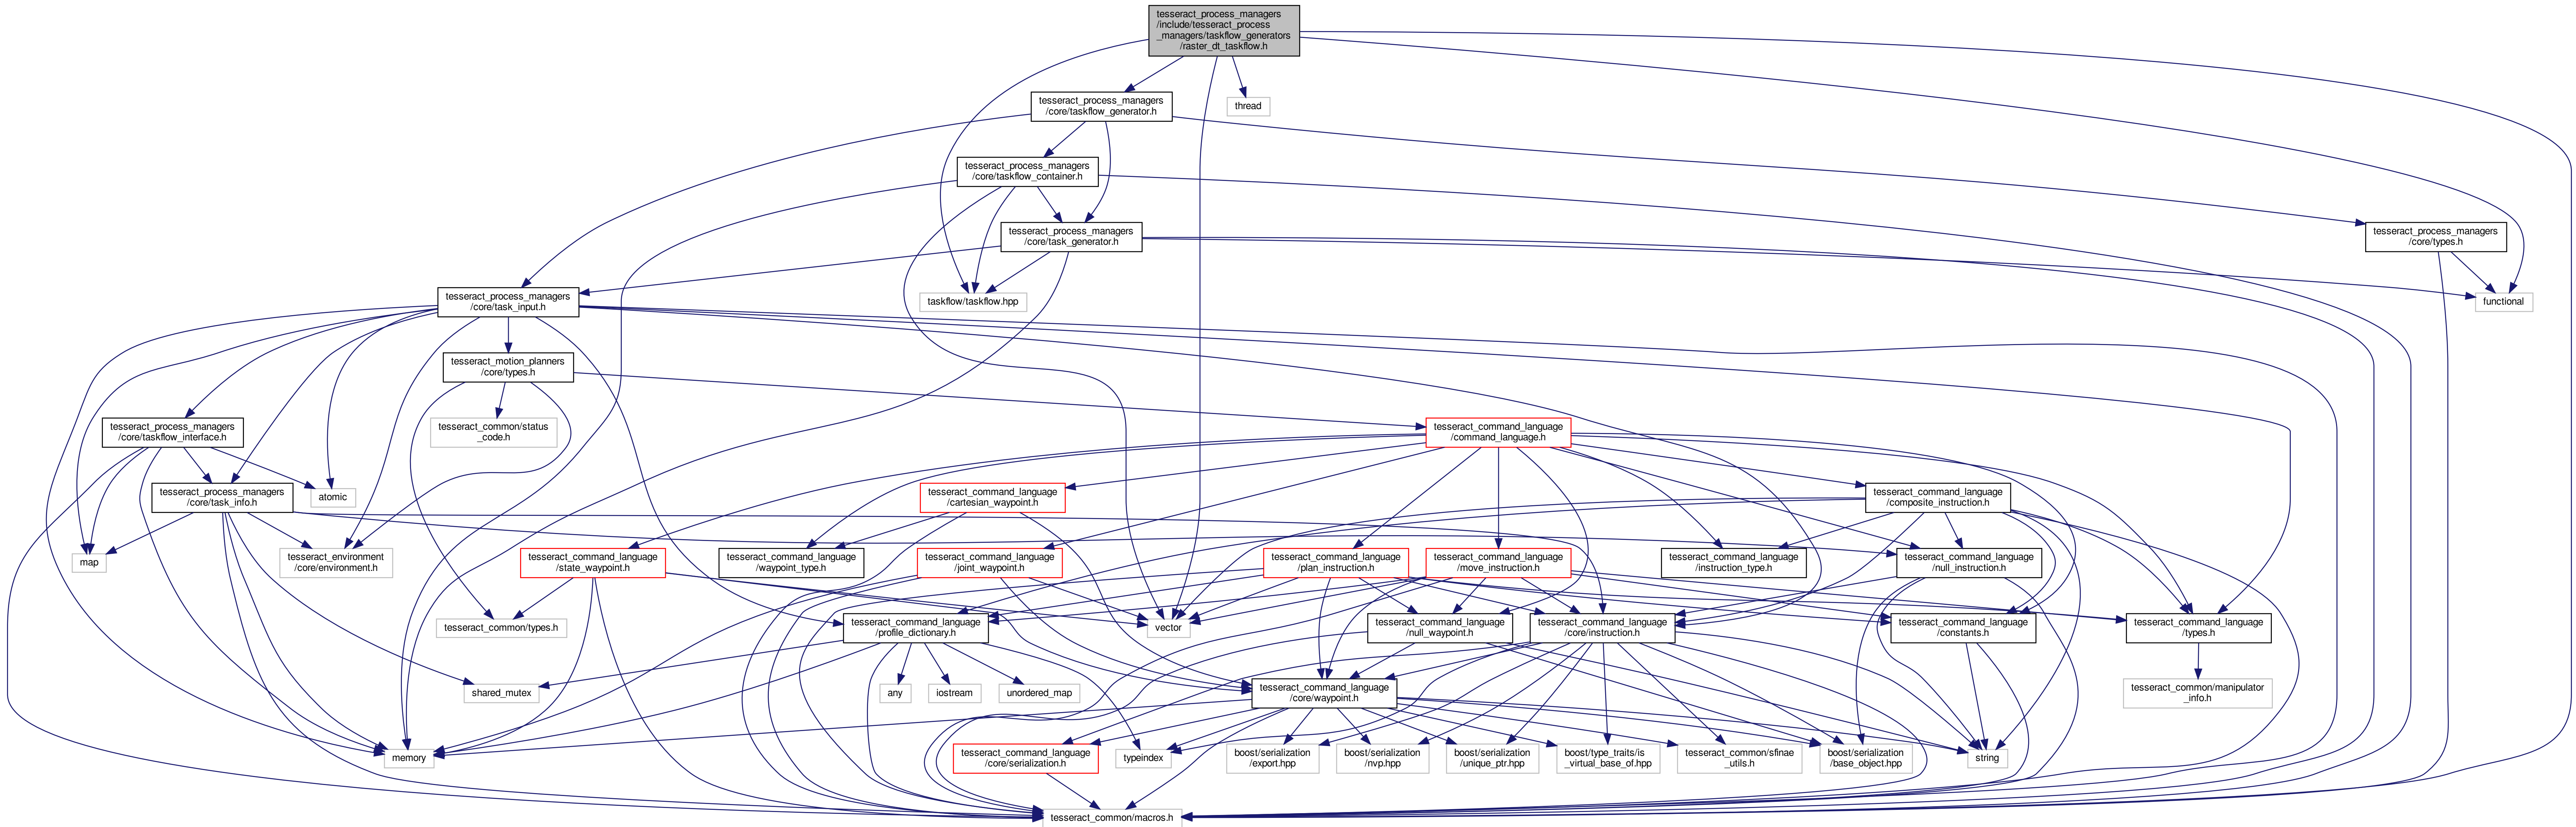 tesseract_process_managers
/include/tesseract_process
_managers/taskflow_generators
/raster_dt_taskflow.h
tesseract_process_managers
/core/taskflow_generator.h
thread
tesseract_process_managers
/core/taskflow_container.h
tesseract_process_managers
/core/task_generator.h
tesseract_process_managers
/core/types.h
tesseract_process_managers
/core/task_input.h
taskflow/taskflow.hpp
functional
tesseract_motion_planners
/core/types.h
tesseract_process_managers
/core/taskflow_interface.h
tesseract_common/status
_code.h
tesseract_command_language
/command_language.h
tesseract_process_managers
/core/task_info.h
atomic
tesseract_command_language
/cartesian_waypoint.h
tesseract_command_language
/composite_instruction.h
map
tesseract_environment
/core/environment.h
tesseract_command_language
/state_waypoint.h
tesseract_command_language
/waypoint_type.h
tesseract_command_language
/joint_waypoint.h
tesseract_command_language
/plan_instruction.h
tesseract_command_language
/move_instruction.h
tesseract_command_language
/instruction_type.h
tesseract_command_language
/null_instruction.h
tesseract_common/types.h
tesseract_command_language
/profile_dictionary.h
vector
tesseract_command_language
/null_waypoint.h
tesseract_command_language
/core/instruction.h
tesseract_command_language
/constants.h
tesseract_command_language
/types.h
shared_mutex
any
iostream
unordered_map
tesseract_command_language
/core/waypoint.h
tesseract_common/manipulator
_info.h
memory
typeindex
tesseract_command_language
/core/serialization.h
boost/serialization
/export.hpp
boost/serialization
/nvp.hpp
boost/serialization
/unique_ptr.hpp
boost/type_traits/is
_virtual_base_of.hpp
tesseract_common/sfinae
_utils.h
boost/serialization
/base_object.hpp
string
tesseract_common/macros.h